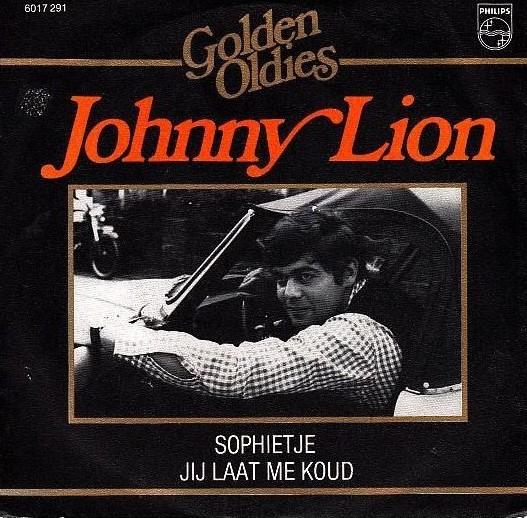 6017 291
PHILIPS
Golden
Oldies
Johnny Lion
SOPHIETJE
JIJ LAAT ME KOUD